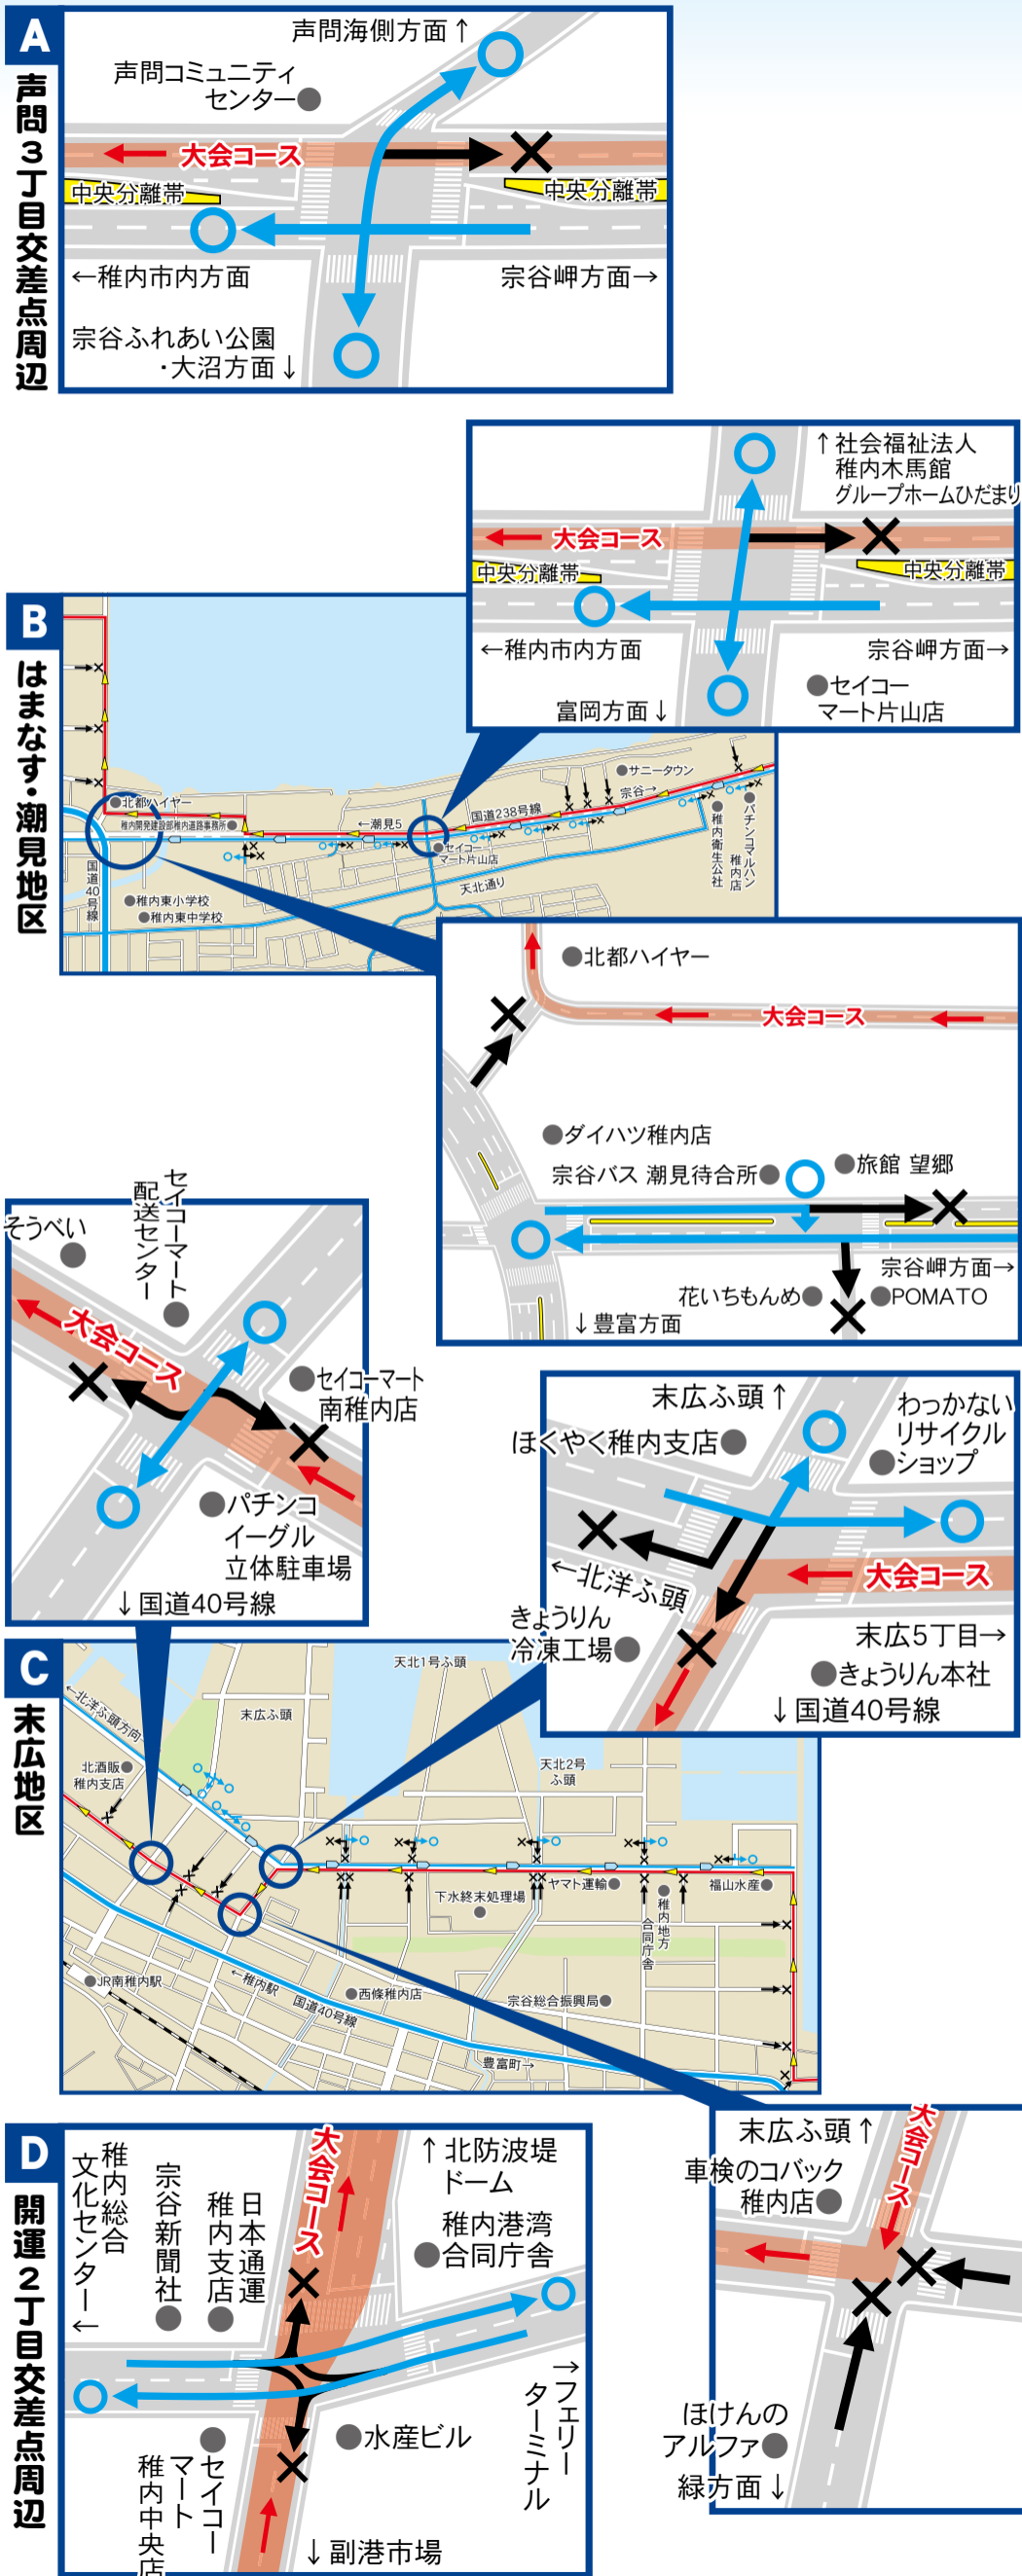 A
声問3丁目交差点周辺
声問海側方面↑
声問コミュニティ
センター●
大会コース
中央分離帯
中央分離帯
←稚内市内方面
宗谷岬方面→
宗谷ふれあい公園
・大沼方面↓
B
はまなす・潮見地区
↑社会福祉法人
稚内木馬館
グループホームひだまり
大会コース
中央分離帯
中央分離帯
←稚内市内方面
宗谷岬方面→
富岡方面↓
●セイコー
マート片山店
●サニータウン
宗谷→
国道238号線
●北都ハイヤー
稚内開発建設部稚内道路事務所●
←潮見5
●セイコー
マート片山店
●稚内衛生公社
●パチンコマルハン
稚内店
国道40号線
天北通り
●稚内東小学校
●稚内東中学校
●北都ハイヤー
大会コース
●ダイハツ稚内店
宗谷バス 潮見待合所●
●旅館 望郷
宗谷岬方面→
花いちもんめ●
●POMATO
↓豊富方面
そうべい
セイコーマート
配送センター
大会コース
●セイコーマート
南稚内店
●パチンコ
イーグル
立体駐車場
↓国道40号線
末広ふ頭↑
ほくやく稚内支店●
わっかない
リサイクル
●ショップ
←北洋ふ頭
大会コース
きょうりん
冷凍工場●
末広5丁目→
●きょうりん本社
↓国道40号線
C
末広地区
←北洋ふ頭方向
末広ふ頭
天北1号ふ頭
天北2号
ふ頭
北酒販●
稚内支店
下水終末処理場
ヤマト運輸●
●稚内地方
合同庁舎
福山水産●
●JR南稚内駅
←稚内駅
国道40号線
●西條稚内店
宗谷総合振興局●
豊富町→
末広ふ頭↑
大会コース
車検のコバック
稚内店●
ほけんの
アルファ●
緑方面↓
D
開運2丁目交差点周辺
稚内総合
文化センター←
宗谷新聞社●
日本通運
稚内支店●
大会コース
↑北防波堤
ドーム
稚内港湾
●合同庁舎
→フェリー
ターミナル
●水産ビル
●セイコー
マート
稚内中央店
↓副港市場